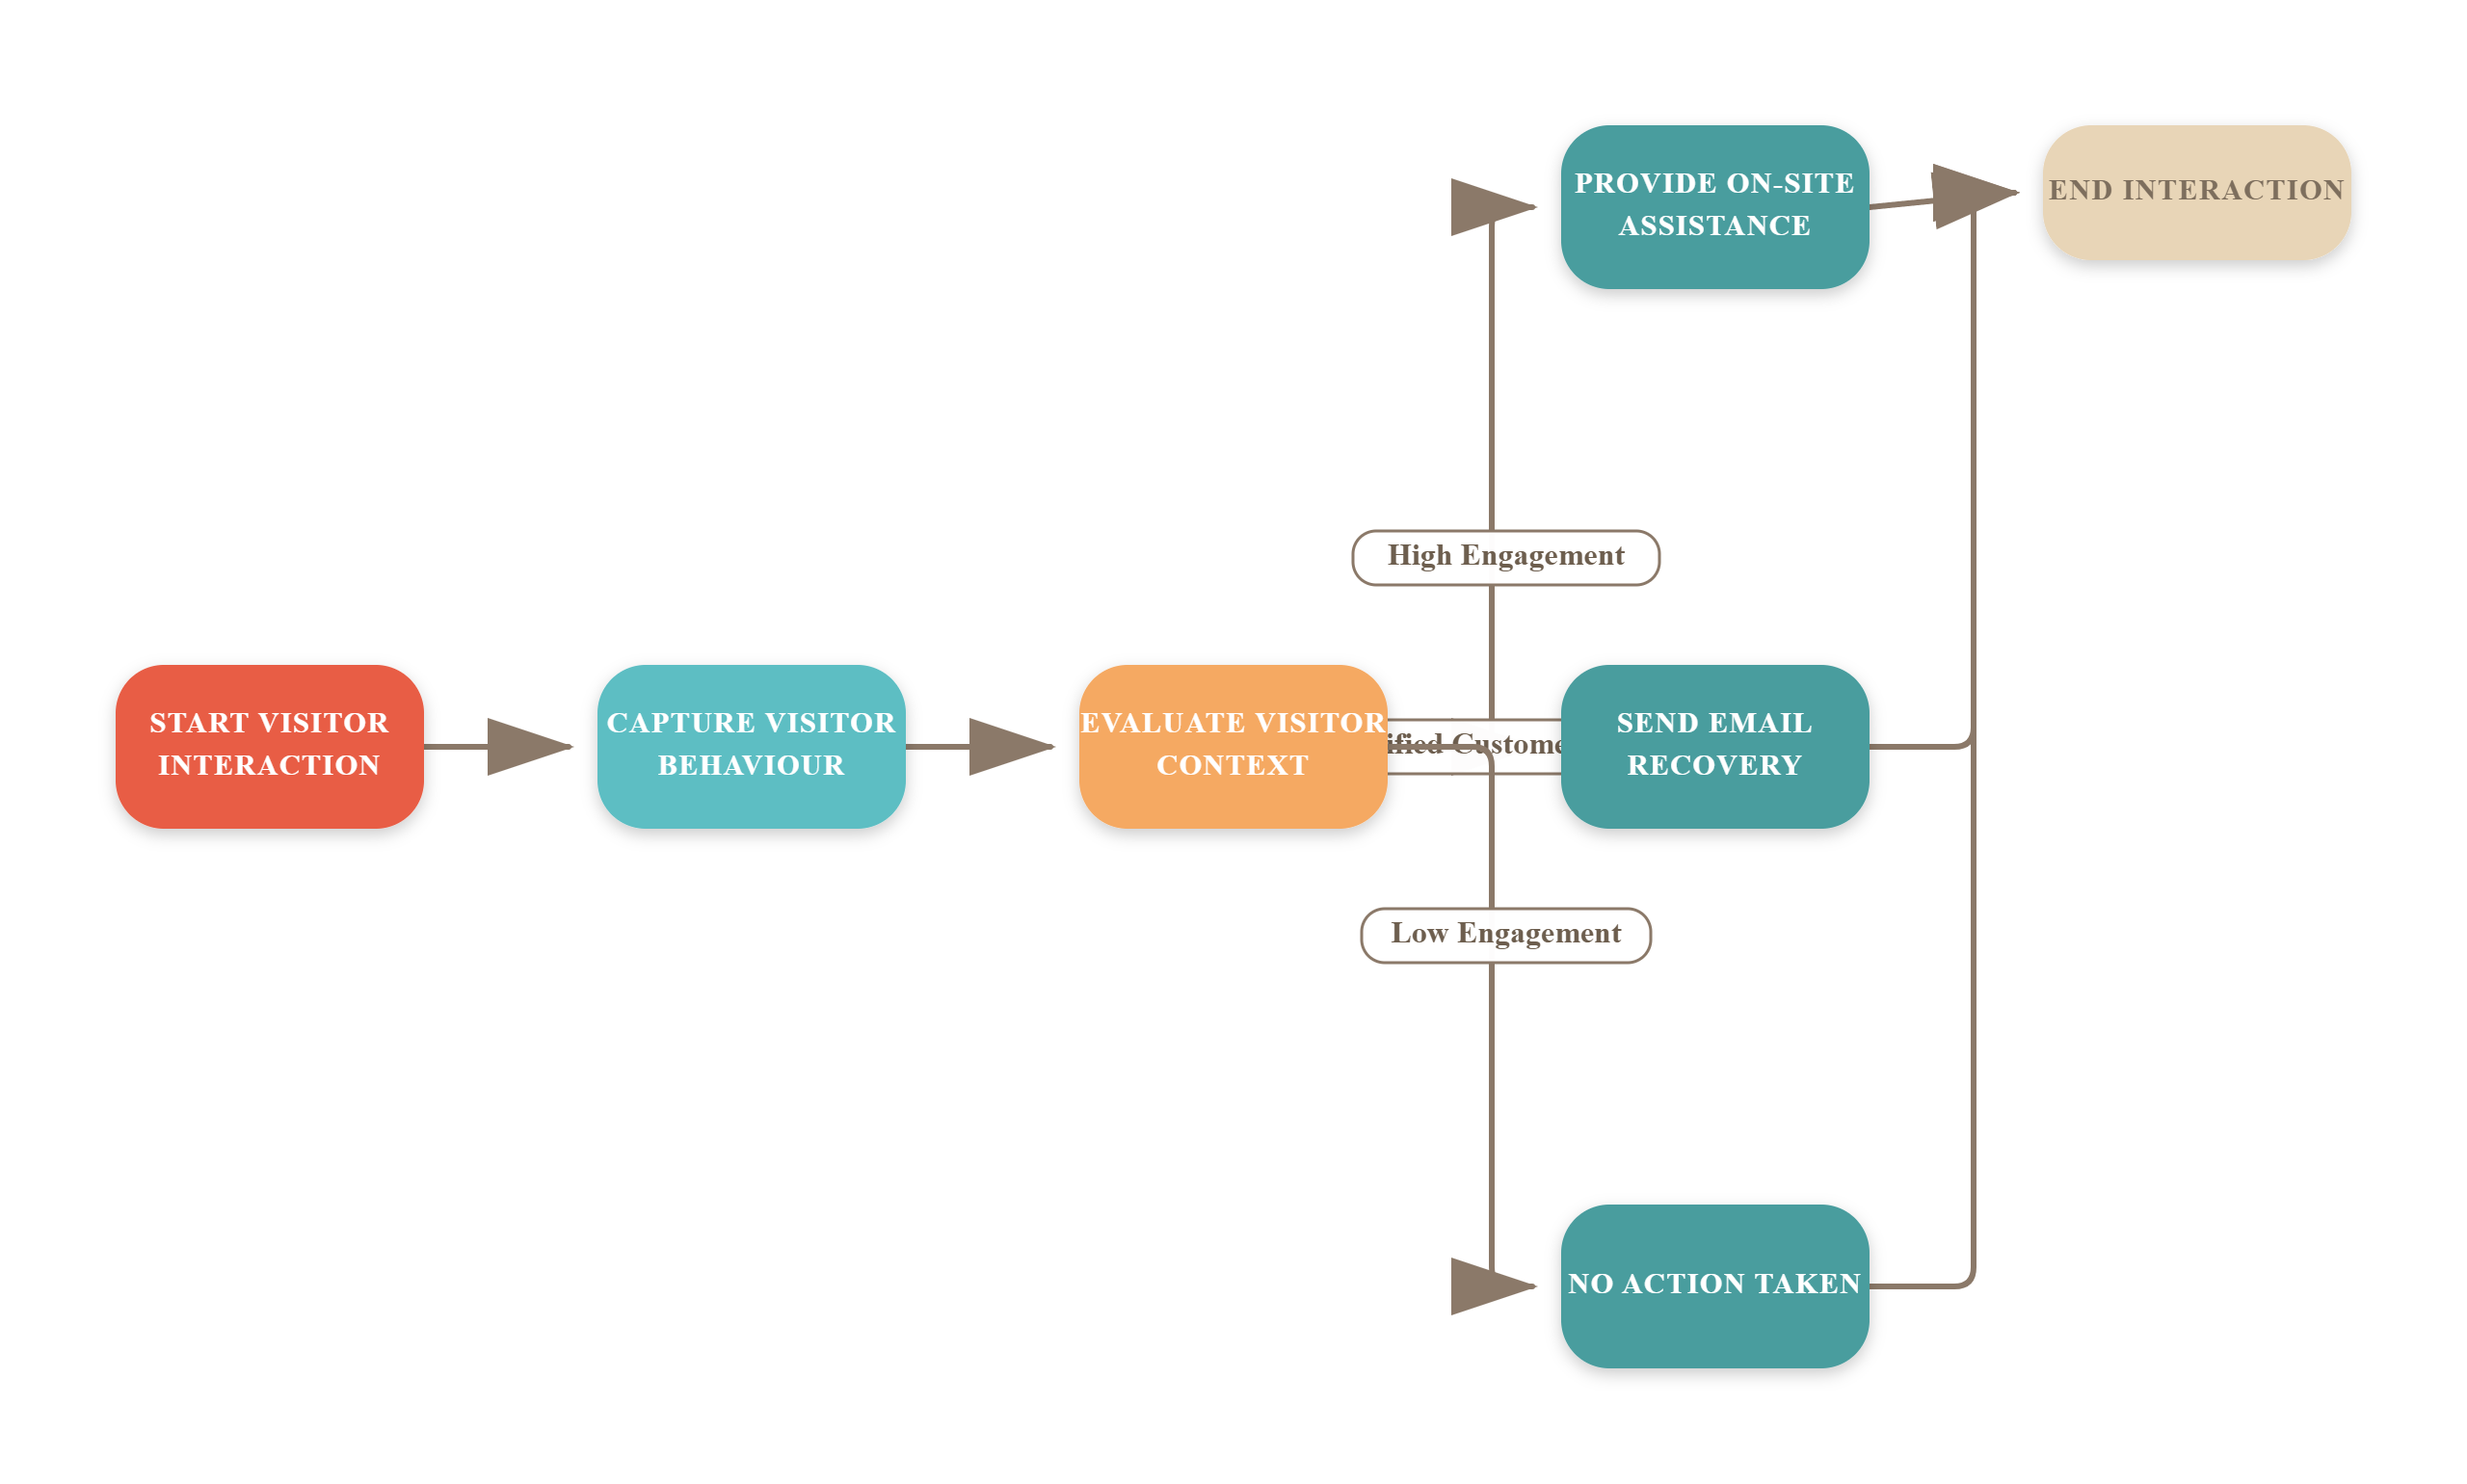 PROVIDE ON-SITE
ASSISTANCE
END INTERACTION
High Engagement
START VISITOR
INTERACTION
CAPTURE VISITOR
BEHAVIOUR
EVALUATE VISITOR
CONTEXT
SEND EMAIL
RECOVERY
Low Engagement
NO ACTION TAKEN